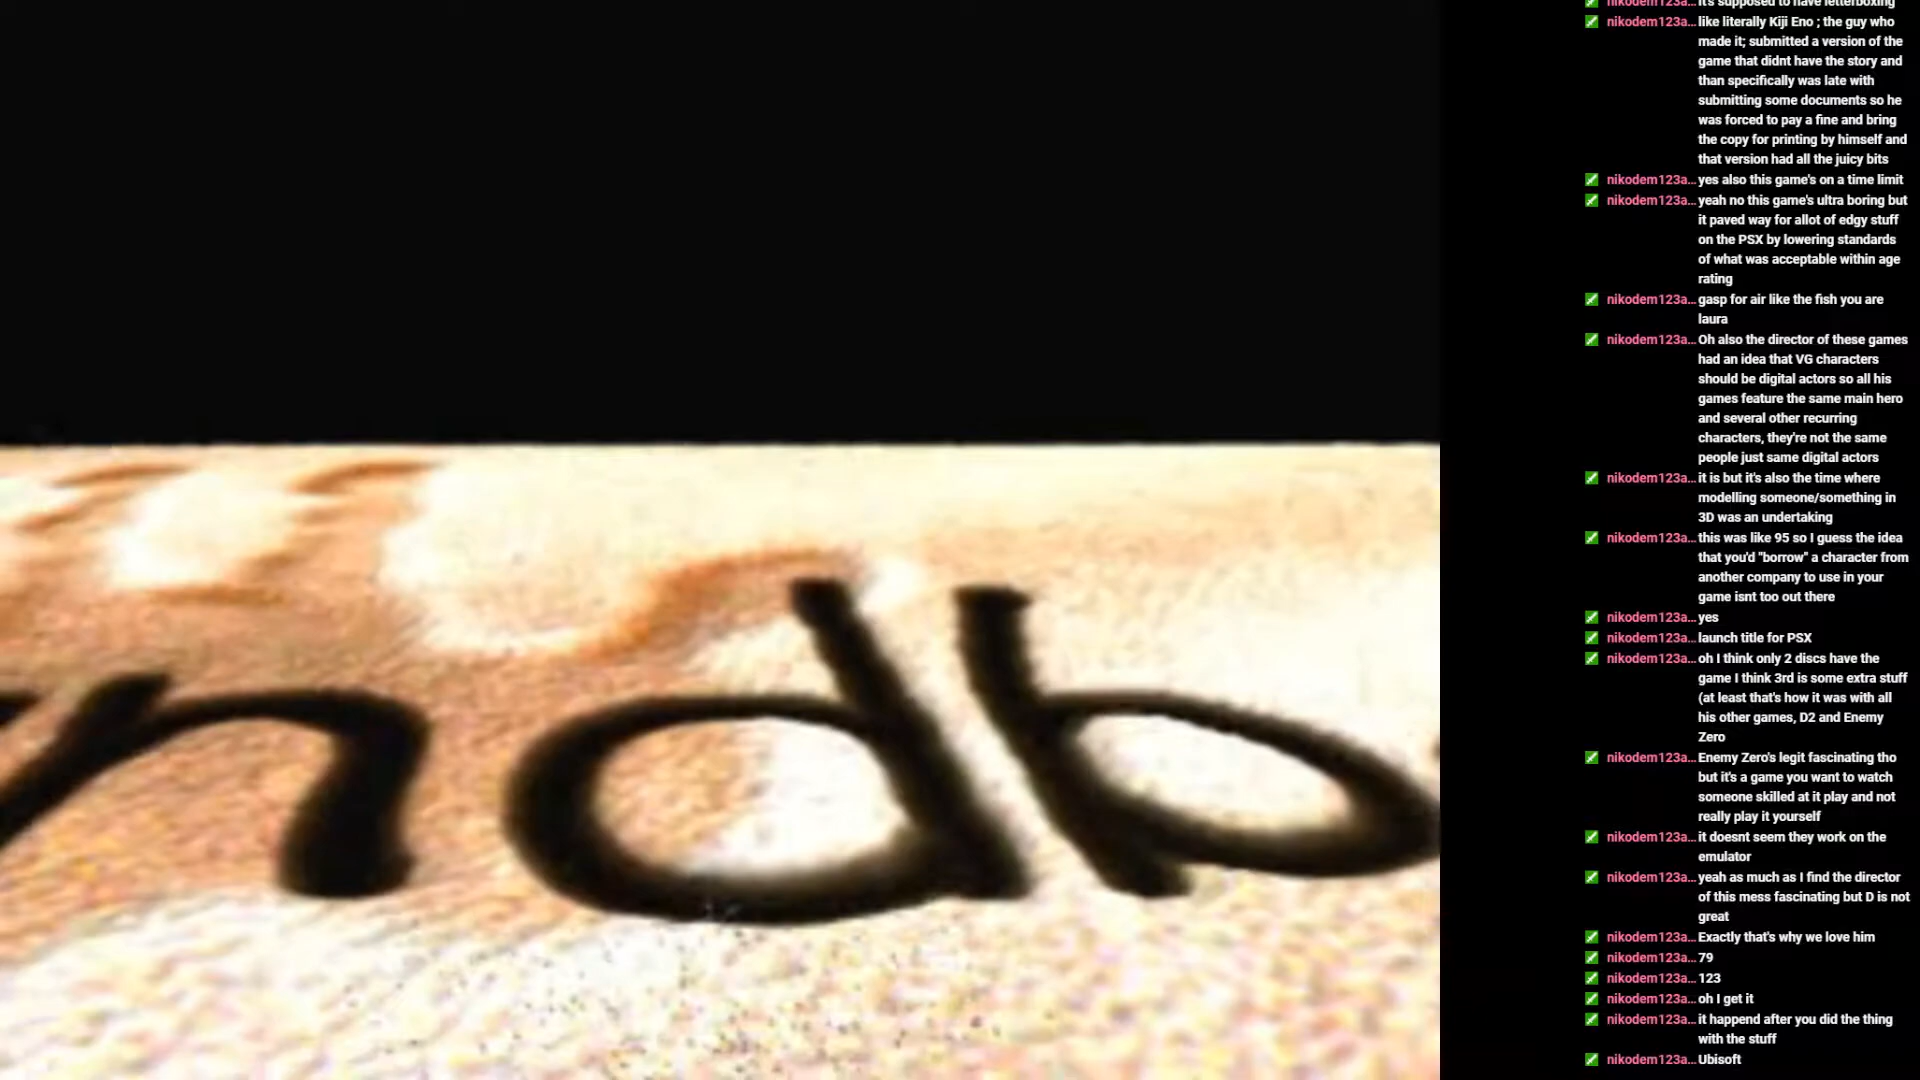 ndb
it's supposed to have letterboxing
nikodem123a... like literally Kiji Eno ; the guy who
made it; submitted a version of the
game that didnt have the story and
than specifically was late with
submitting some documents so he
was forced to pay a fine and bring
the copy for printing by himself and
that version had all the juicy bits
nikodem123a... yes also this game's on a time limit
nikodem123a... yeah no this game's ultra boring but
it paved way for allot of edgy stuff
on the PSX by lowering standards
of what was acceptable within age
rating
nikodem123a... gasp for air like the fish you are
laura
nikodem123a... Oh also the director of these games
had an idea that VG characters
should be digital actors so all his
games feature the same main hero
and several other recurring
characters, they're not the same
people just same digital actors
nikodem123a... it is but it's also the time where
modelling someone/something in
3D was an undertaking
nikodem123a... this was like 95 so I guess the idea
that you'd "borrow" a character from
another company to use in your
game isnt too out there
nikodem123a... yes
nikodem123a... launch title for PSX
nikodem123a... oh I think only 2 discs have the
game I think 3rd is some extra stuff
(at least that's how it was with all
his other games, D2 and Enemy
Zero
nikodem123a... Enemy Zero's legit fascinating tho
but it's a game you want to watch
someone skilled at it play and not
really play it yourself
nikodem123a... it doesnt seem they work on the
emulator
nikodem123a... yeah as much as I find the director
of this mess fascinating but D is not
great
nikodem123a... Exactly that's why we love him
nikodem123a... 79
nikodem123a... 123
nikodem123a... oh I get it
nikodem123a... it happend after you did the thing
with the stuff
nikodem123a... Ubisoft